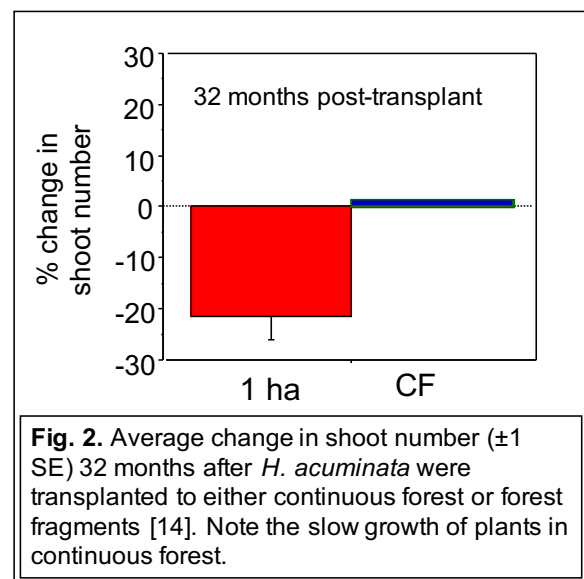 30
20
10
0
-10
-20
-30
% change in
shoot number
32 months post-transplant
1 ha
CF
Fig. 2. Average change in shoot number (±1
SE) 32 months after H. acuminata were
transplanted to either continuous forest or forest
fragments [14]. Note the slow growth of plants in
continuous forest.